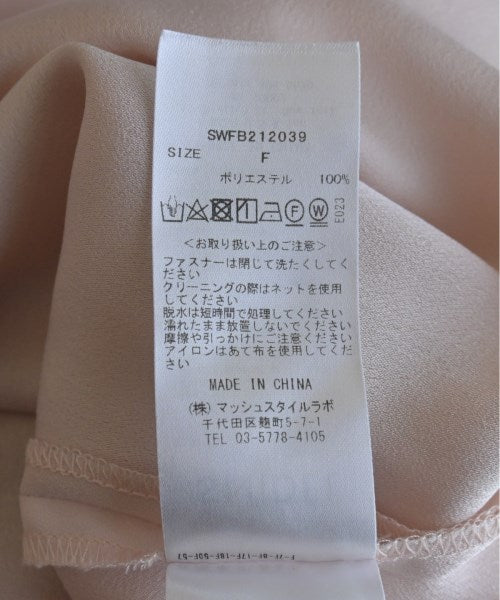 SWFB212039
SIZE F
ポリエステル 100%
F W E023
＜お取り扱い上のご注意＞
ファスナーは閉じて洗たくしてく
ださい
クリーニングの際はネットを使用
してください
脱水は短時間で処理してください
濡れたまま放置しないでください
摩擦や引っかけにご注意ください
アイロンはあて布を使用してくだ
さい
MADE IN CHINA
(株) マッシュスタイルラボ
千代田区麹町5-7-1
TEL 03-5778-4105